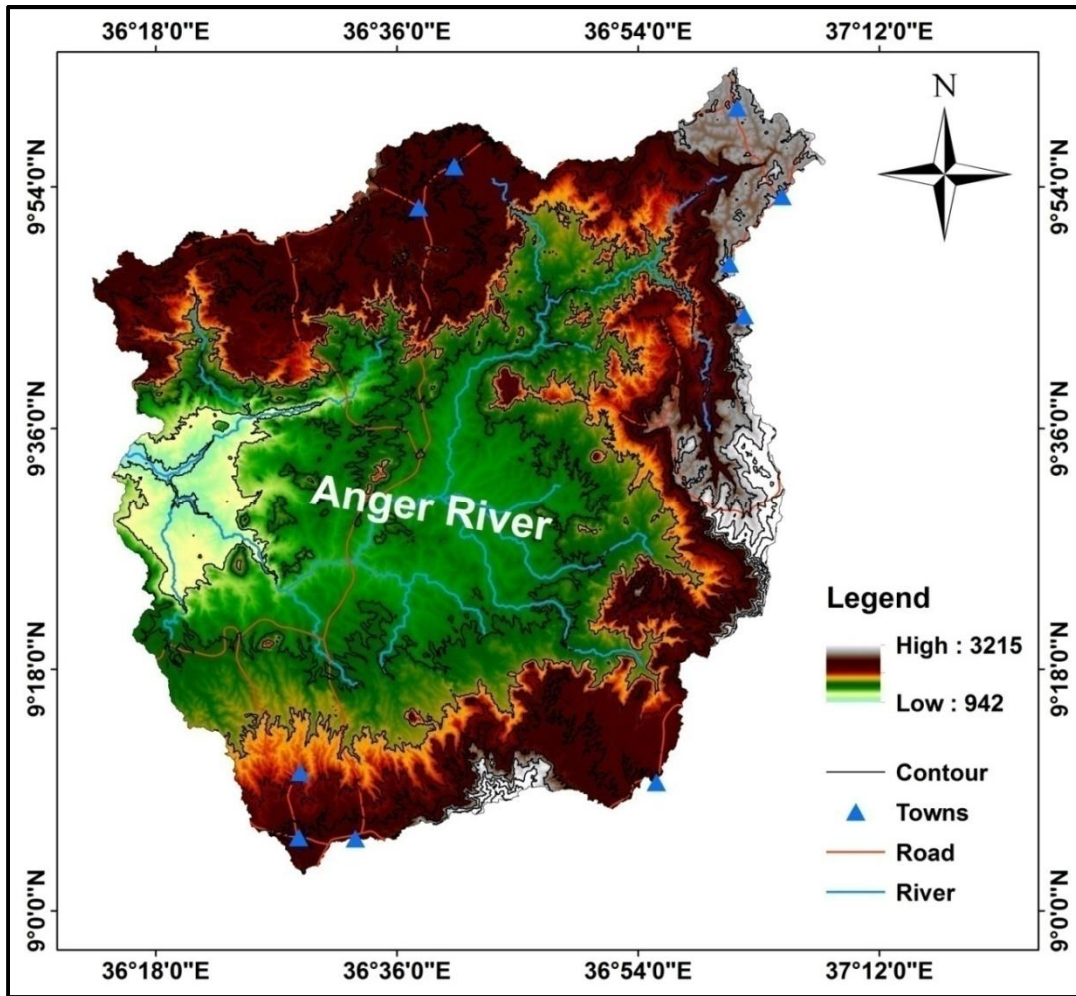 36°18'0"E 36°36'0"E 36°54'0"E 37°12'0"E
N
9°54'0"N 9°54'0"N
9°36'0"N 9°36'0"N
Anger River
Legend
High : 3215
Low : 942
9°18'0"N 9°18'0"N
Contour
Towns
Road
River
9°0'0"N 9°0'0"N
36°18'0"E 36°36'0"E 36°54'0"E 37°12'0"E